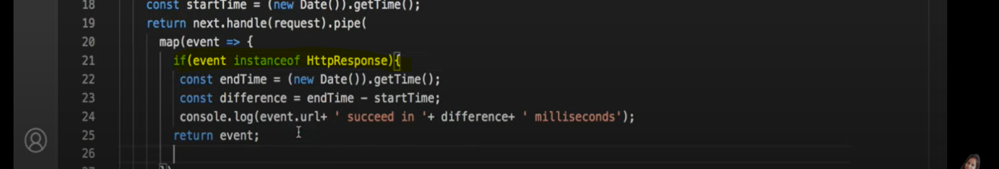 18 const startTime = (new Date()).getTime();
19 return next.handle(request).pipe(
20 map(event => {
21 if(event instanceof HttpResponse){
22 const endTime = (new Date()).getTime();
23 const difference = endTime - startTime;
24 console.log(event.url+ ' succeed in '+ difference+ ' milliseconds');
25 return event;
26